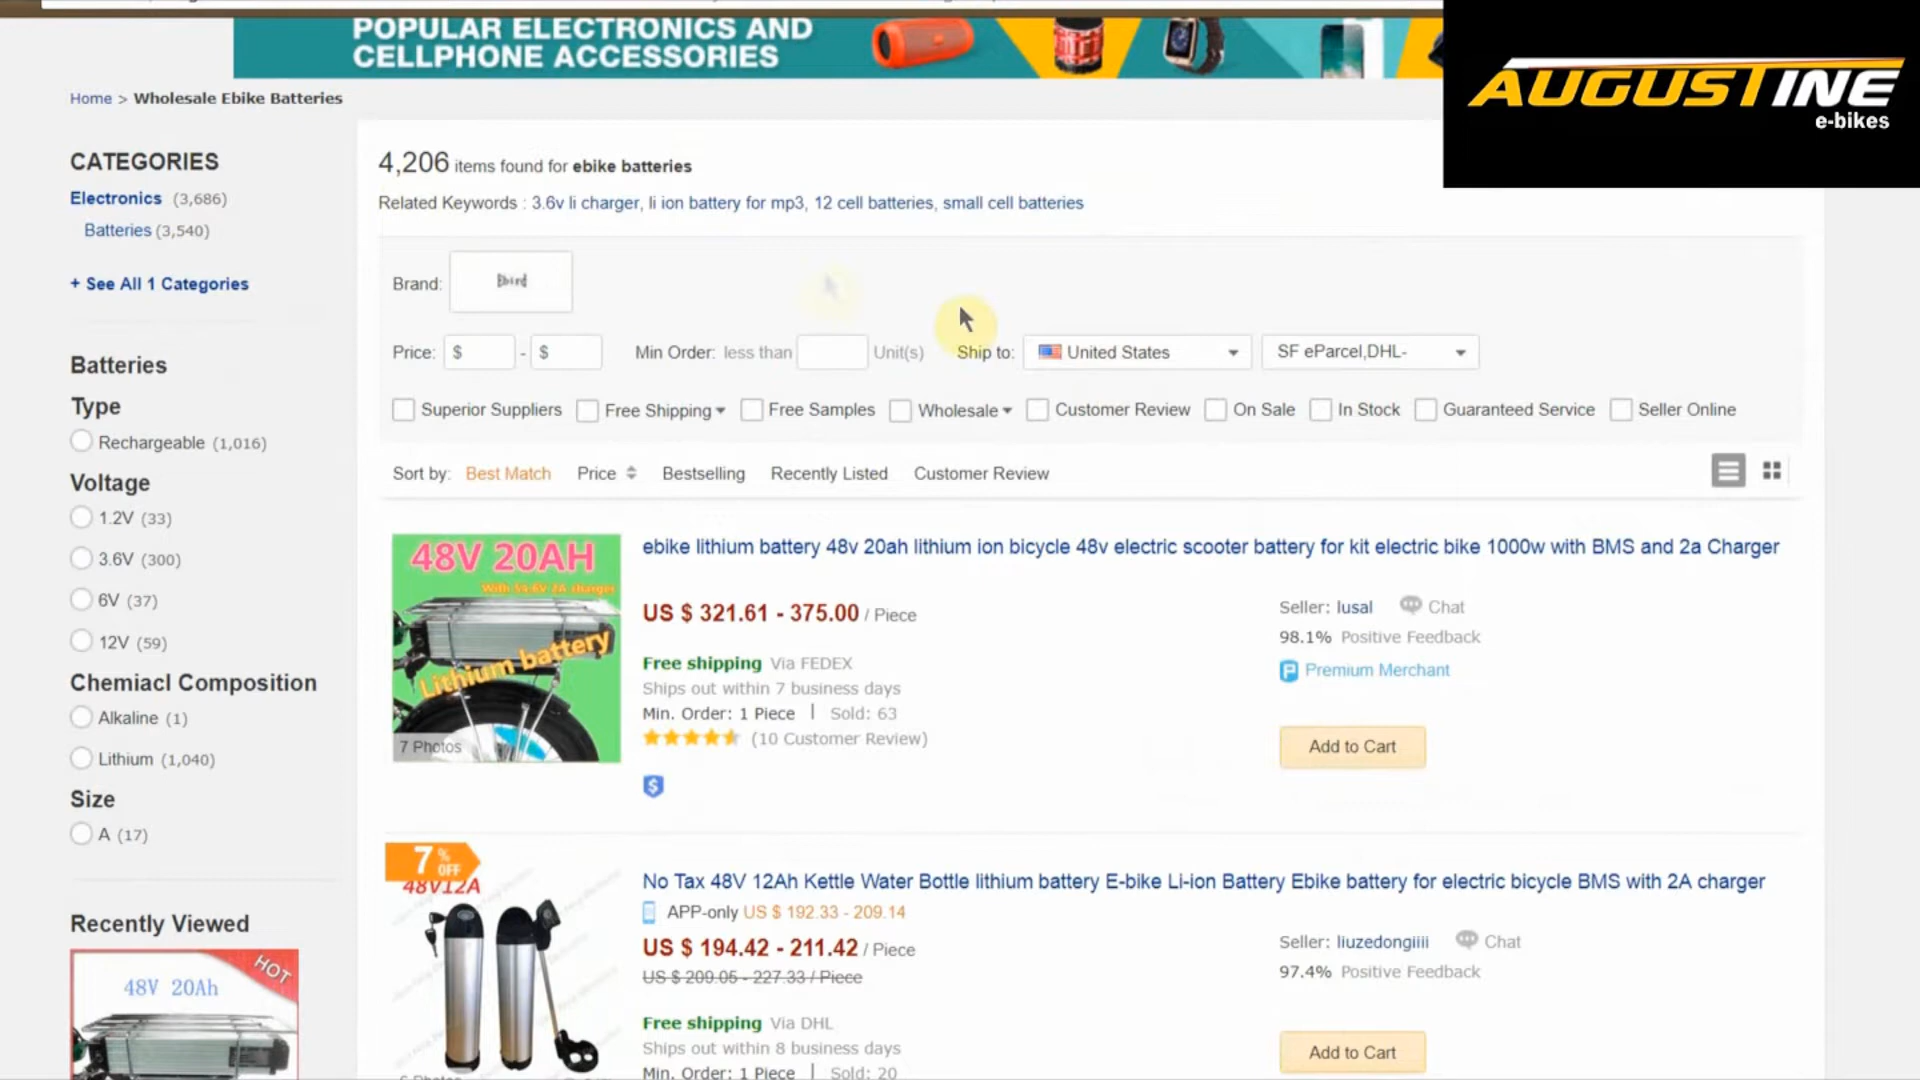 POPULAR ELECTRONICS AND
CELLPHONE ACCESSORIES
AUGUSTINE
e-bikes
Home > Wholesale Ebike Batteries
CATEGORIES
Electronics (3,686)
Batteries (3,540)
+ See All 1 Categories
Batteries
Type
Rechargeable (1,016)
Voltage
1.2V (33)
3.6V (300)
6V (37)
12V (59)
Chemiacl Composition
Alkaline (1)
Lithium (1,040)
Size
A (17)
Recently Viewed
HOT
48V 20Ah
4,206 items found for ebike batteries
Related Keywords : 3.6v li charger, li ion battery for mp3, 12 cell batteries, small cell batteries
Brand: Ebird
Price: $ - $ Min Order: less than Unit(s) Ship to: United States SF eParcel,DHL-
Superior Suppliers Free Shipping Free Samples Wholesale Customer Review On Sale In Stock Guaranteed Service Seller Online
Sort by: Best Match Price Bestselling Recently Listed Customer Review
48V 20AH
With 54.6V 2A charger
Lithium battery
7 Photos
ebike lithium battery 48v 20ah lithium ion bicycle 48v electric scooter battery for kit electric bike 1000w with BMS and 2a Charger
US $ 321.61 - 375.00 / Piece
Free shipping Via FEDEX
Ships out within 7 business days
Min. Order: 1 Piece | Sold: 63
(10 Customer Review)
Seller: lusal Chat
98.1% Positive Feedback
Premium Merchant
Add to Cart
7% OFF
48V12A
No Tax 48V 12Ah Kettle Water Bottle lithium battery E-bike Li-ion Battery Ebike battery for electric bicycle BMS with 2A charger
APP-only US $ 192.33 - 209.14
US $ 194.42 - 211.42 / Piece
US $ 209.05 - 227.33 / Piece
Free shipping Via DHL
Ships out within 8 business days
Min. Order: 1 Piece | Sold: 20
Seller: liuzedongiiii Chat
97.4% Positive Feedback
Add to Cart